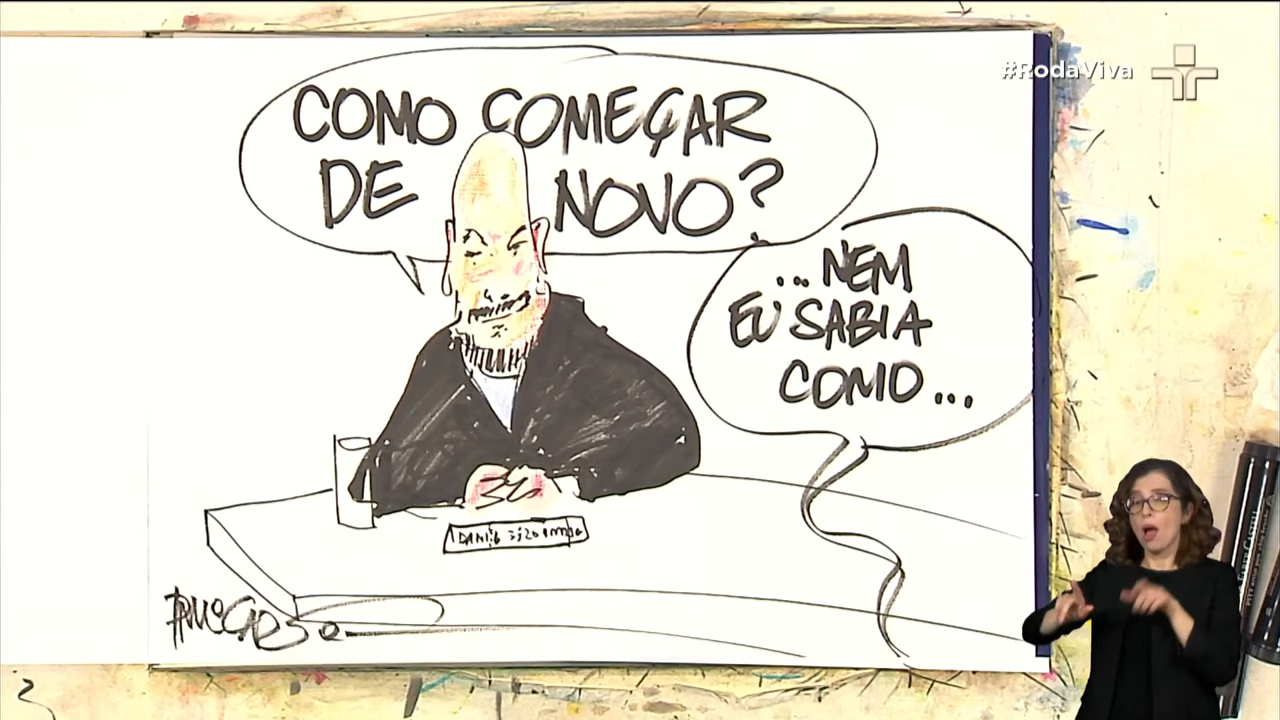 #RodaViva
COMO COMEÇAR
DE NOVO?
...NEM
EU SABIA
COMO...